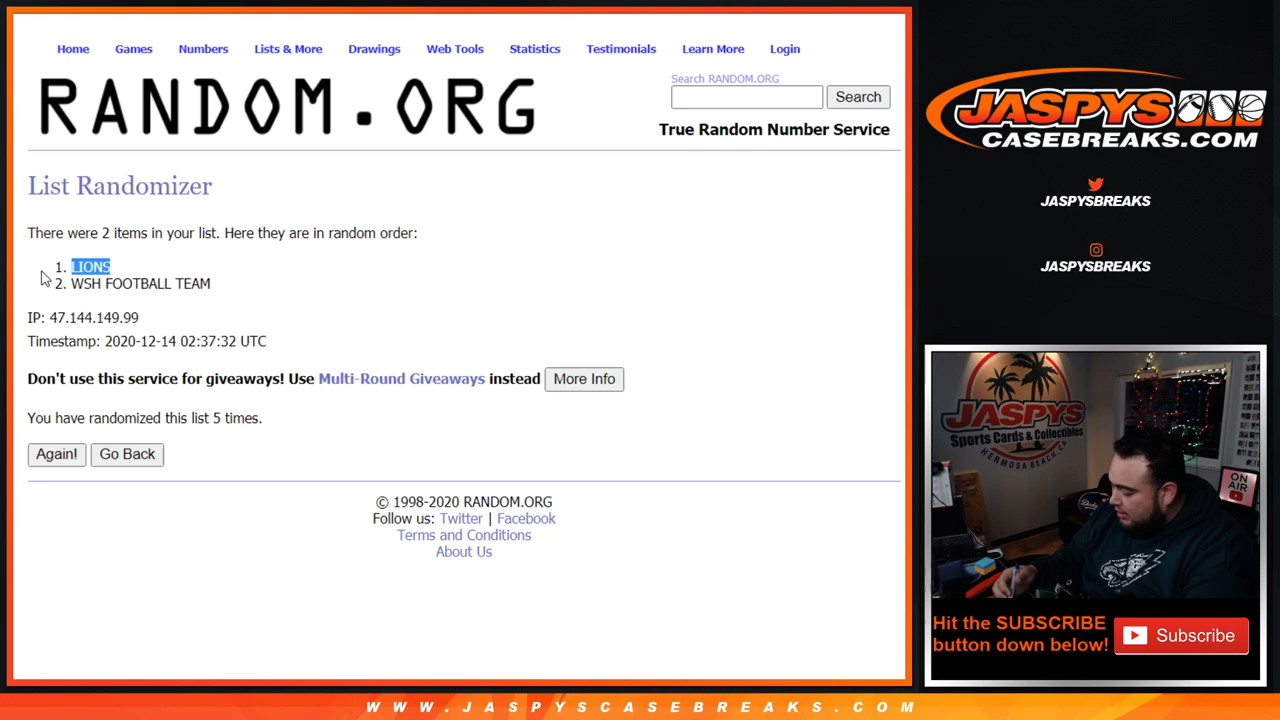 Home Games Numbers Lists & More Drawings Web Tools Statistics Testimonials Learn More Login
RANDOM.ORG
Search RANDOM.ORG
Search
True Random Number Service
List Randomizer
There were 2 items in your list. Here they are in random order:
1. LIONS
2. WSH FOOTBALL TEAM
IP: 47.144.149.99
Timestamp: 2020-12-14 02:37:32 UTC
Don't use this service for giveaways! Use Multi-Round Giveaways instead More Info
You have randomized this list 5 times.
Again! Go Back
© 1998-2020 RANDOM.ORG
Follow us: Twitter | Facebook
Terms and Conditions
About Us
JASPYS
CASEBREAKS.COM
JASPYSBREAKS
JASPYSBREAKS
JASPYS
Sports Cards & Collectibles
HERMOSA BEACH, CA
ON
AIR
Hit the SUBSCRIBE
button down below!
Subscribe
WWW.JASPYSCASEBREAKS.COM